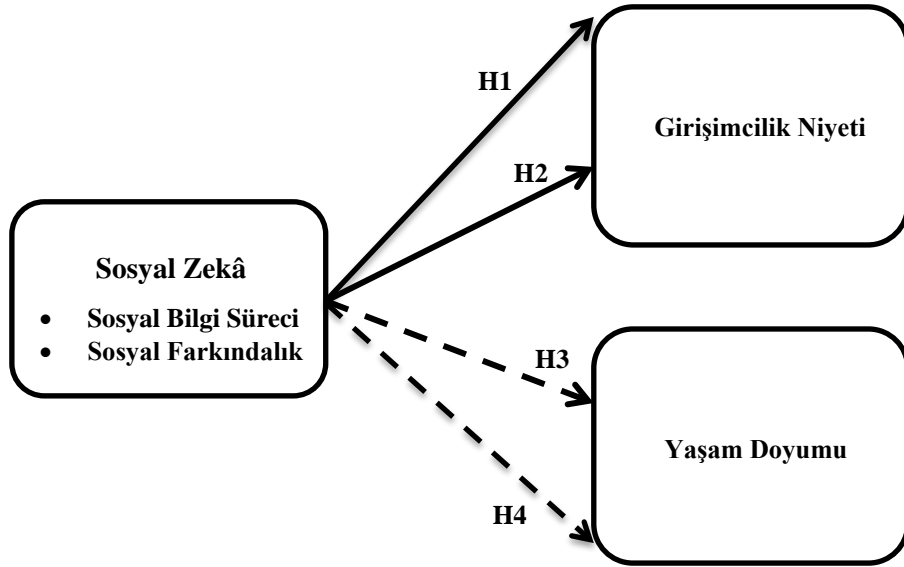 H1
Girişimcilik Niyeti
H2
Sosyal Zekâ
• Sosyal Bilgi Süreci
• Sosyal Farkındalık
H3
Yaşam Doyumu
H4